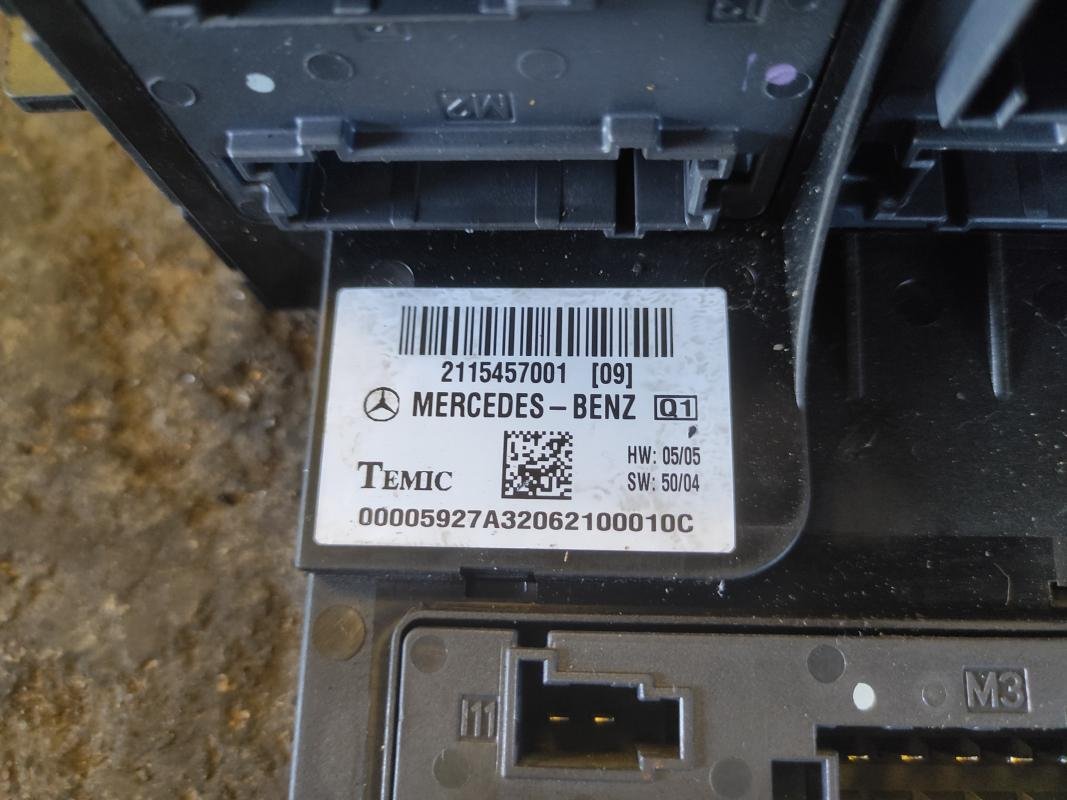 M2
2115457001 [09]
MERCEDES-BENZ Q1
HW: 05/05
TEMIC
SW: 50/04
00005927A32062100010C
I11
M3